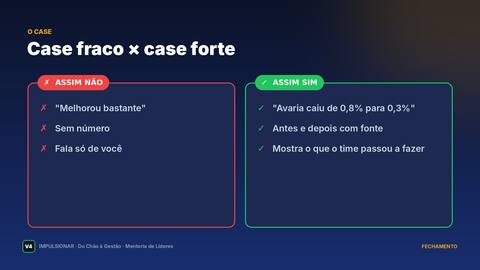 O CASE
Case fraco × case forte
✗ ASSIM NÃO
✗ "Melhorou bastante"
✗ Sem número
✗ Fala só de você
✓ ASSIM SIM
✓ "Avaria caiu de 0,8% para 0,3%"
✓ Antes e depois com fonte
✓ Mostra o que o time passou a fazer
V4 IMPULSIONAR · Do Chão à Gestão · Mentoria de Líderes
FECHAMENTO